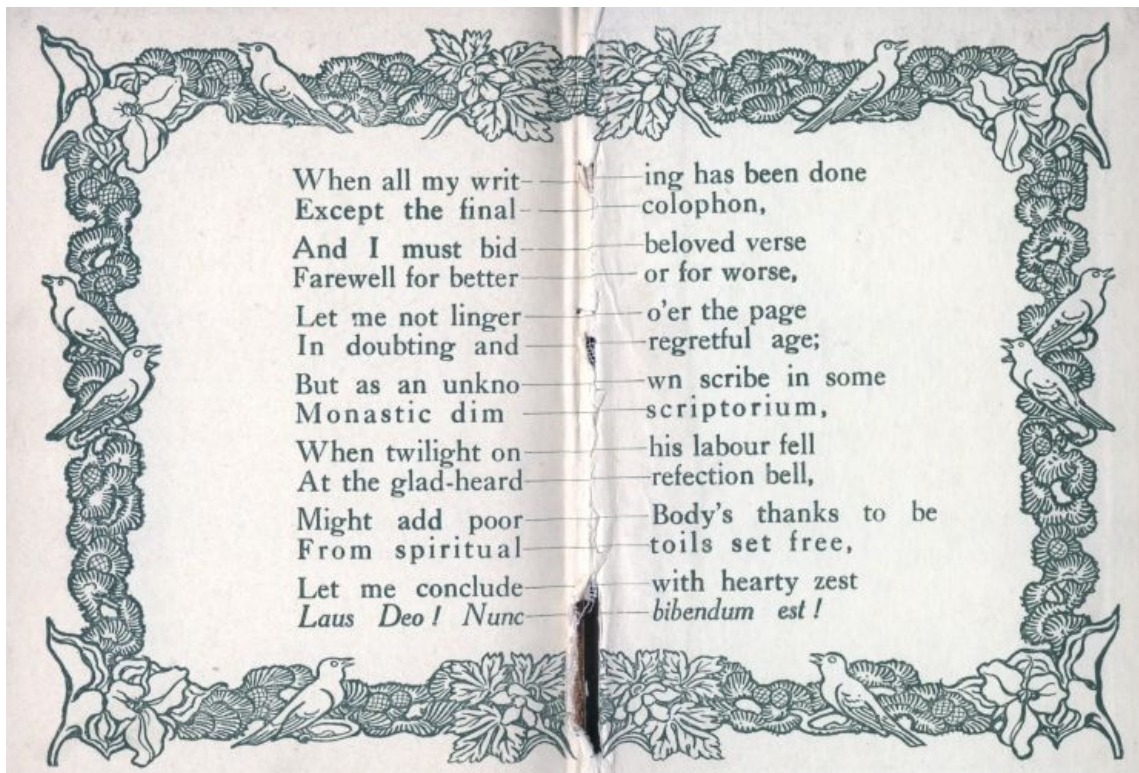 When all my writing has been done
Except the final colophon,
And I must bid beloved verse
Farewell for better or for worse,
Let me not linger o'er the page
In doubting and regretful age;
But as an unknown scribe in some
Monastic dim scriptorium,
When twilight on his labour fell
At the glad-heard refection bell,
Might add poor Body's thanks to be
From spiritual toils set free,
Let me conclude with hearty zest
Laus Deo! Nunc bibendum est!